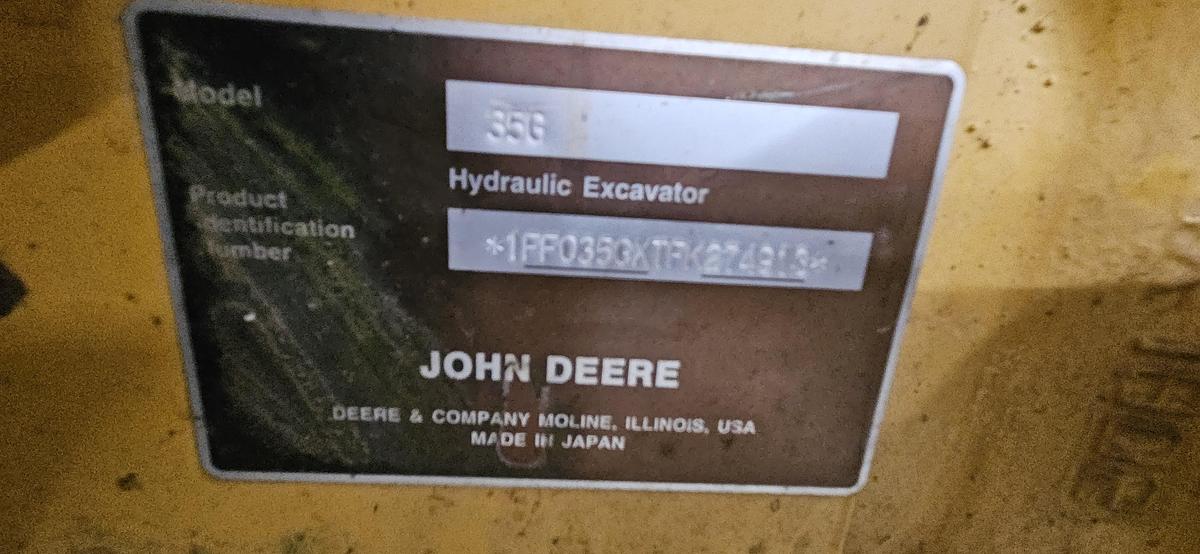 Model
35G
Hydraulic Excavator
Product
Identification
Number
*1FF035GXTFK274913*
JOHN DEERE
DEERE & COMPANY MOLINE, ILLINOIS, USA
MADE IN JAPAN